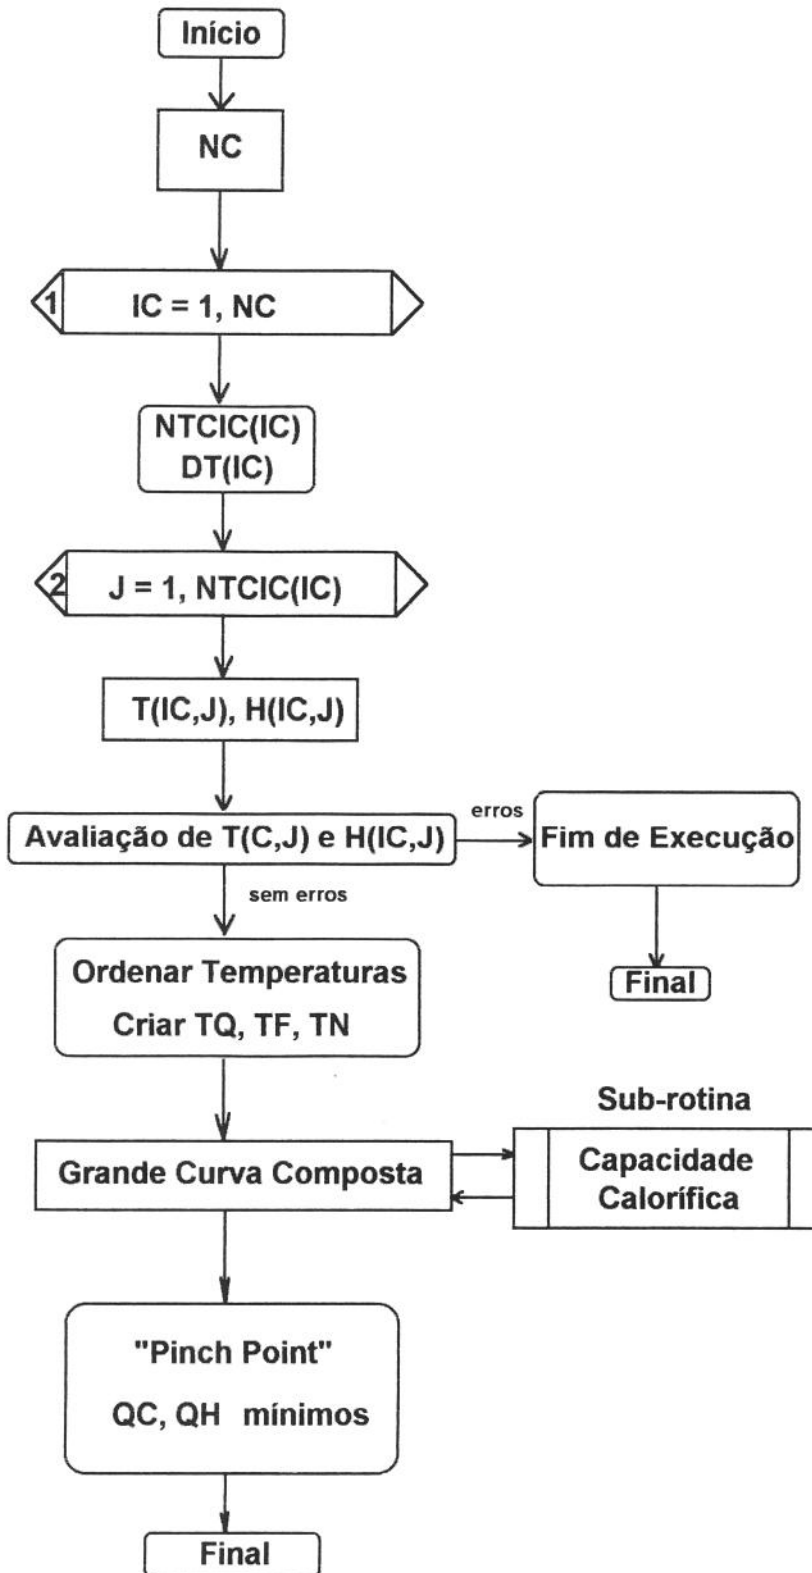 Início
NC
1
IC = 1, NC
NTCIC(IC)
DT(IC)
2
J = 1, NTCIC(IC)
T(IC,J), H(IC,J)
Avaliação de T(C,J) e H(IC,J)
erros
Fim de Execução
sem erros
Final
Ordenar Temperaturas
Criar TQ, TF, TN
Sub-rotina
Grande Curva Composta
Capacidade
Calorífica
"Pinch Point"
QC, QH mínimos
Final